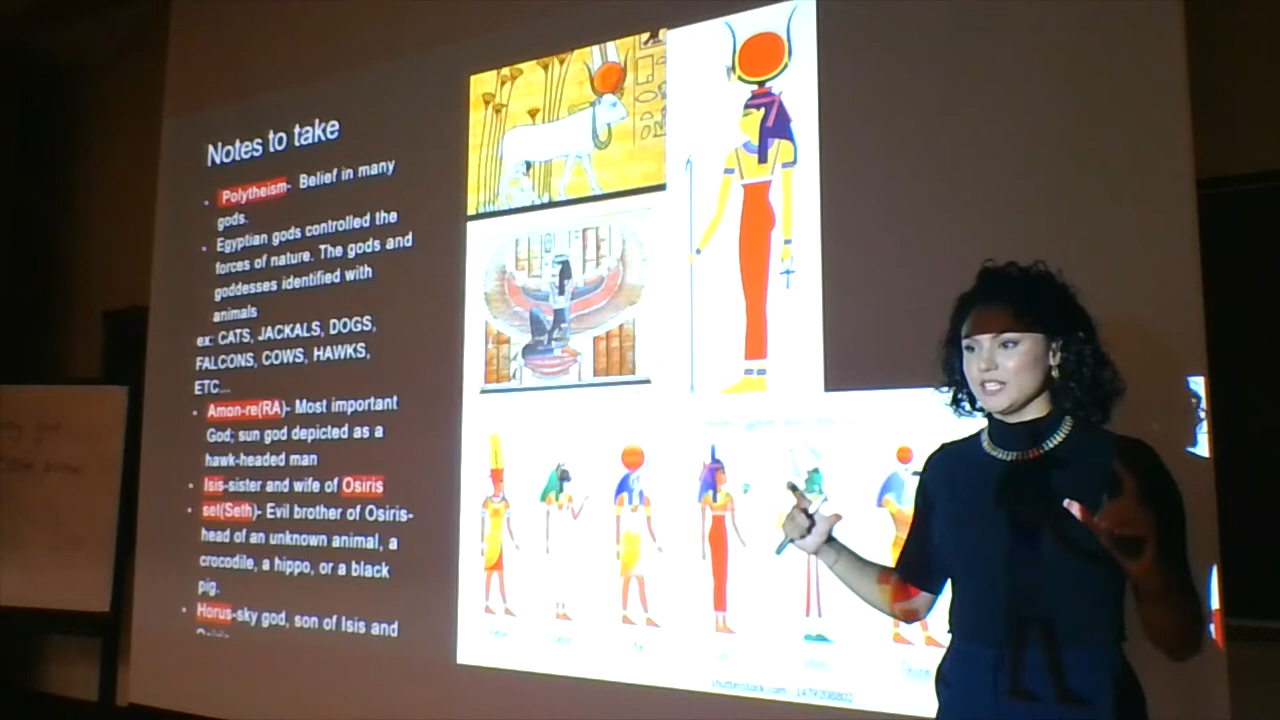 Notes to take
Polytheism- Belief in many
gods.
Egyptian gods controlled the
forces of nature. The gods and
goddesses identified with
animals
ex: CATS, JACKALS, DOGS,
FALCONS, COWS, HAWKS,
ETC...
Amon-re(RA)- Most important
God; sun god depicted as a
hawk-headed man
Isis-sister and wife of Osiris
set(Seth)- Evil brother of Osiris-
head of an unknown animal, a
crocodile, a hippo, or a black
pig.
Horus-sky god, son of Isis and
shutterstock.com · 1479208802